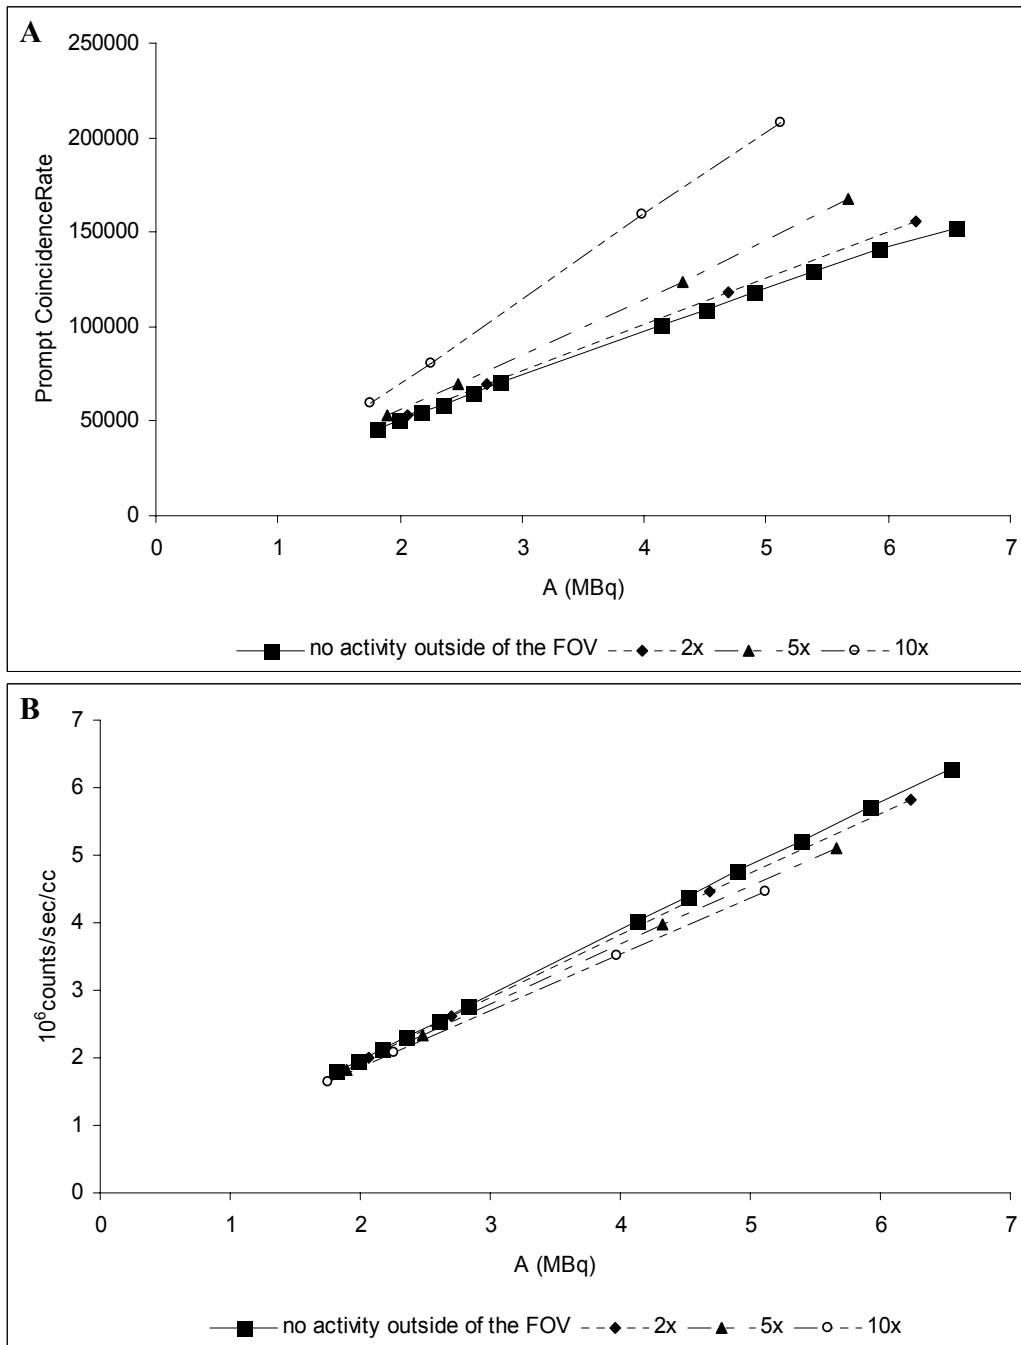 A
250000
200000
150000
100000
50000
0
Prompt CoincidenceRate
0 1 2 3 4 5 6 7
A (MBq)
no activity outside of the FOV 2x 5x 10x
B
7
6
5
4
3
2
1
0
10⁶counts/sec/cc
0 1 2 3 4 5 6 7
A (MBq)
no activity outside of the FOV 2x 5x 10x